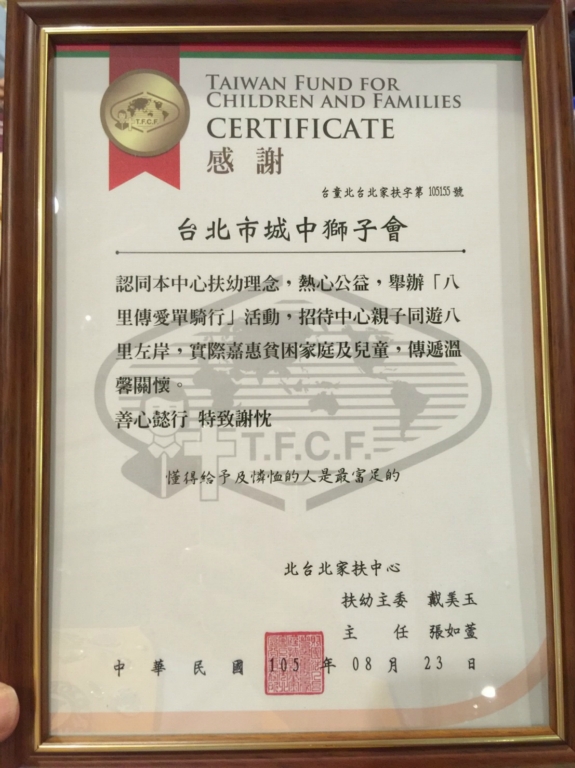 TAIWAN FUND FOR
CHILDREN AND FAMILIES
CERTIFICATE
感謝
T.F.C.F.
台童北台北家扶字第 105155 號
台北市城中獅子會
認同本中心扶幼理念，熱心公益，舉辦「八
里傳愛單騎行」活動，招待中心親子同遊八
里左岸，實際嘉惠貧困家庭及兒童，傳遞溫
馨關懷。
善心懿行 特致謝忱
T.F.C.F.
懂得給予及憐恤的人是最富足的
北台北家扶中心
扶幼主委 戴美玉
主任 張如萱
中華民國 105 年 08 月 23 日